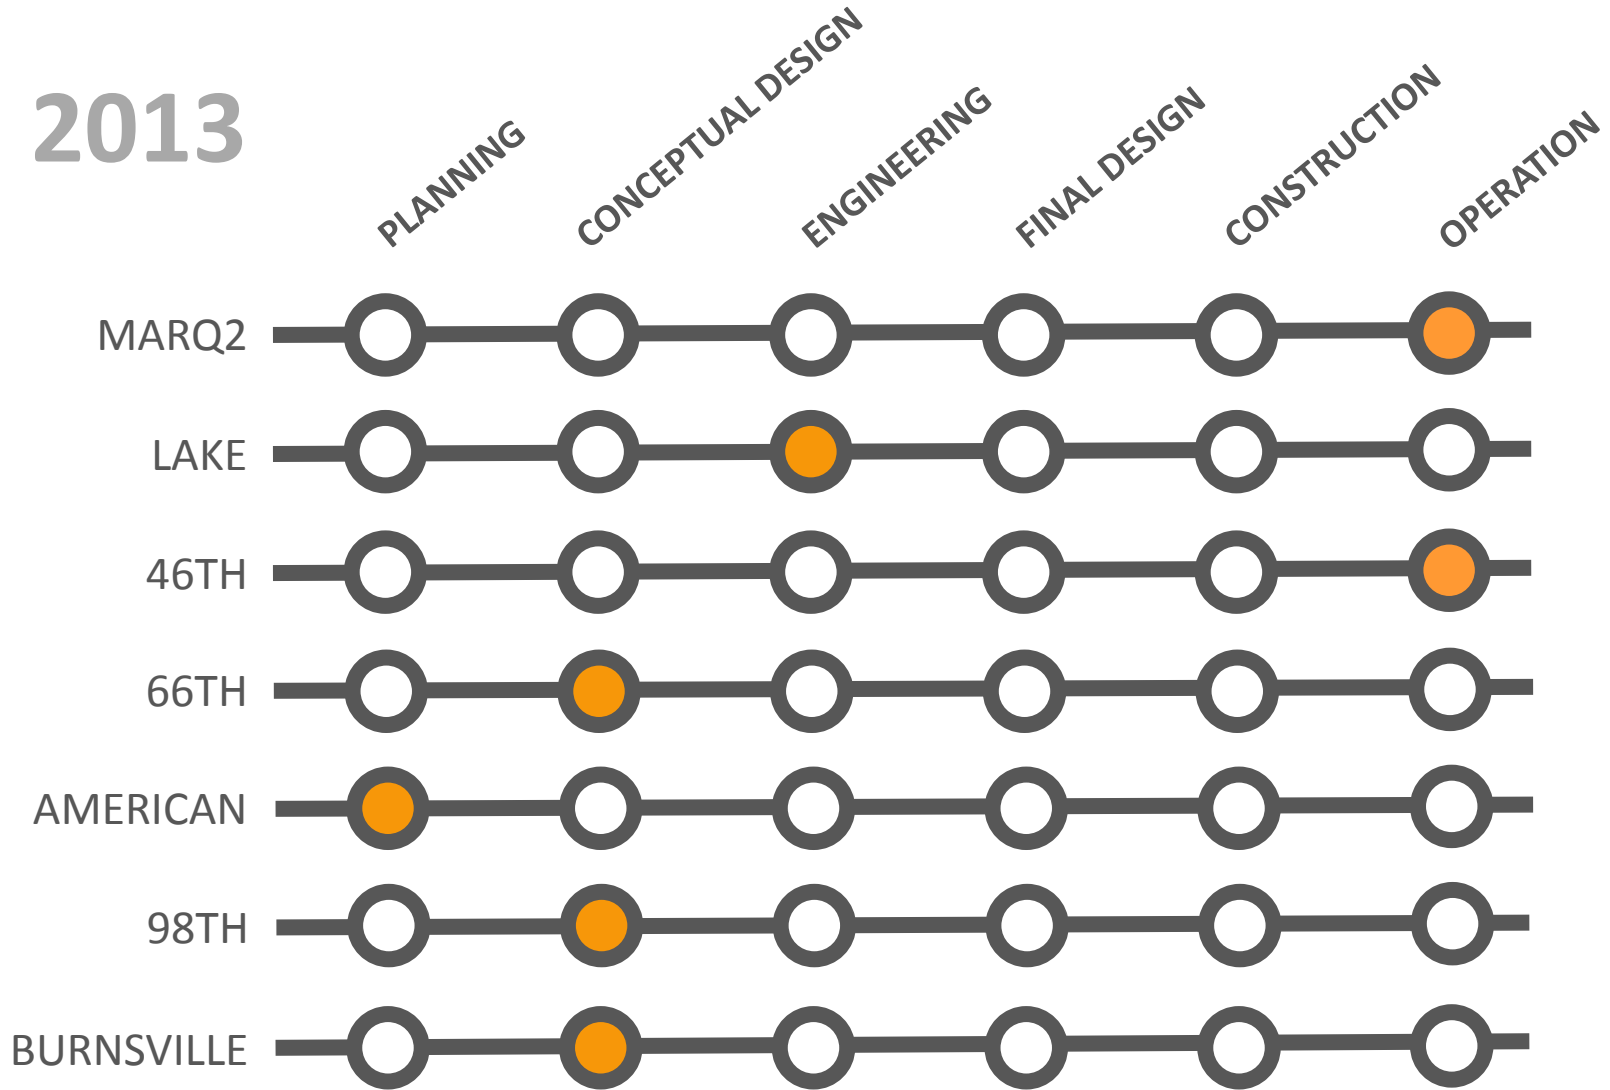 2013
PLANNING
CONCEPTUAL DESIGN
ENGINEERING
FINAL DESIGN
CONSTRUCTION
OPERATION
MARQ2
LAKE
46TH
66TH
AMERICAN
98TH
BURNSVILLE